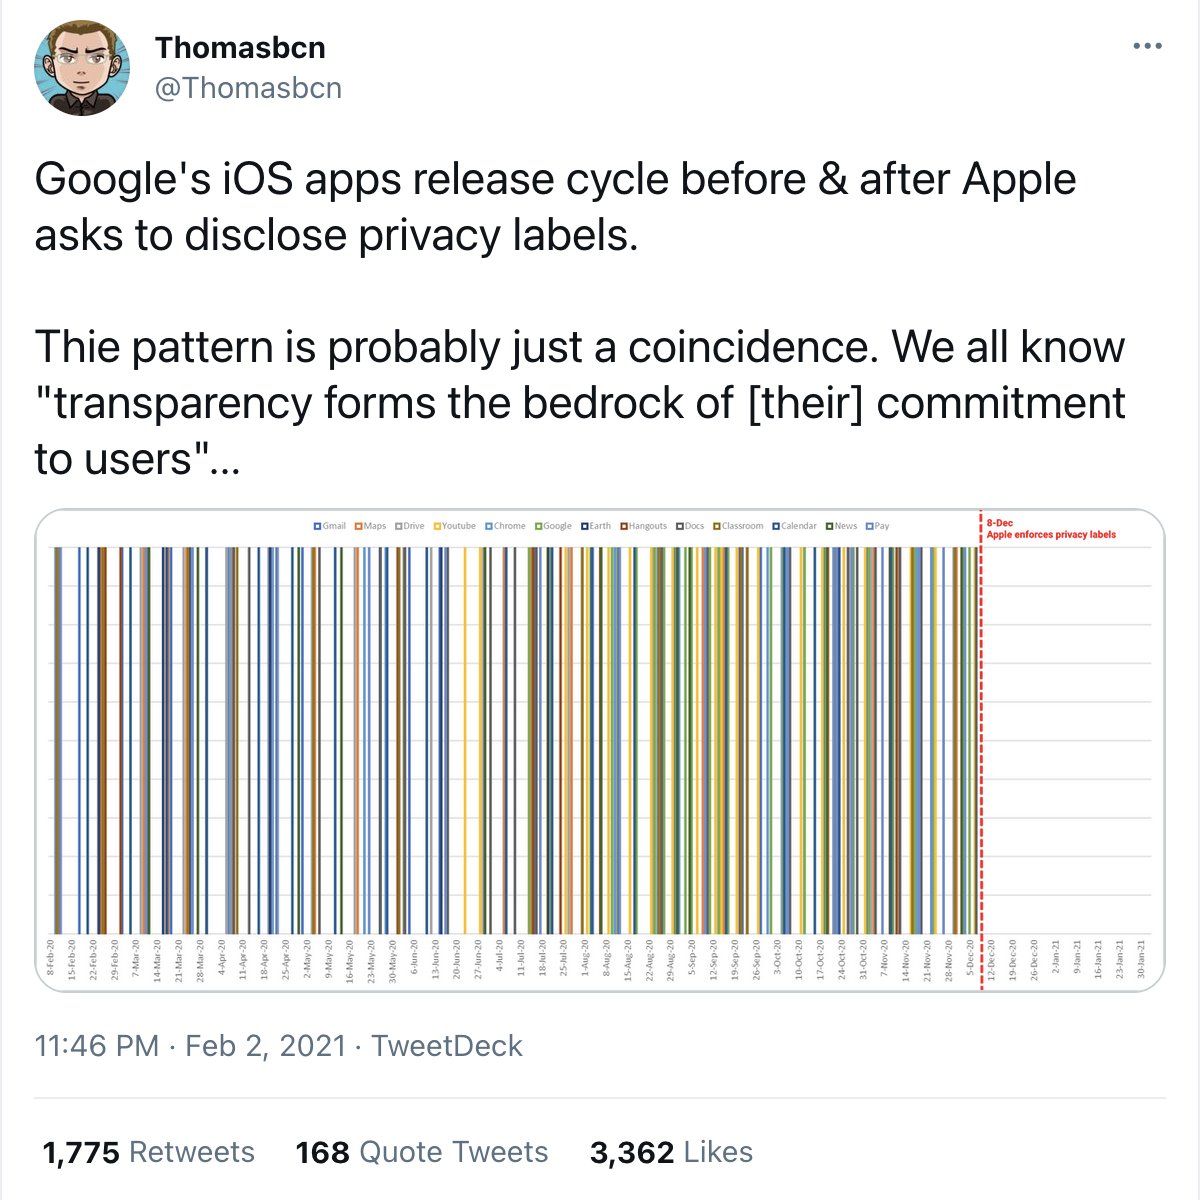 Thomasbcn
@Thomasbcn
Google's iOS apps release cycle before & after Apple
asks to disclose privacy labels.
Thie pattern is probably just a coincidence. We all know
"transparency forms the bedrock of [their] commitment
to users"...
Gmail Maps Drive Youtube Chrome Google Earth Hangouts Docs Classroom Calendar News Pay
8-Dec
Apple enforces privacy labels
8-Feb-20
15-Feb-20
22-Feb-20
29-Feb-20
7-Mar-20
14-Mar-20
21-Mar-20
28-Mar-20
4-Apr-20
11-Apr-20
18-Apr-20
25-Apr-20
2-May-20
9-May-20
16-May-20
23-May-20
30-May-20
6-Jun-20
13-Jun-20
20-Jun-20
27-Jun-20
4-Jul-20
11-Jul-20
18-Jul-20
25-Jul-20
1-Aug-20
8-Aug-20
15-Aug-20
22-Aug-20
29-Aug-20
5-Sep-20
12-Sep-20
19-Sep-20
26-Sep-20
3-Oct-20
10-Oct-20
17-Oct-20
24-Oct-20
31-Oct-20
7-Nov-20
14-Nov-20
21-Nov-20
28-Nov-20
5-Dec-20
12-Dec-20
19-Dec-20
26-Dec-20
2-Jan-21
9-Jan-21
16-Jan-21
23-Jan-21
30-Jan-21
11:46 PM · Feb 2, 2021 · TweetDeck
1,775 Retweets 168 Quote Tweets 3,362 Likes